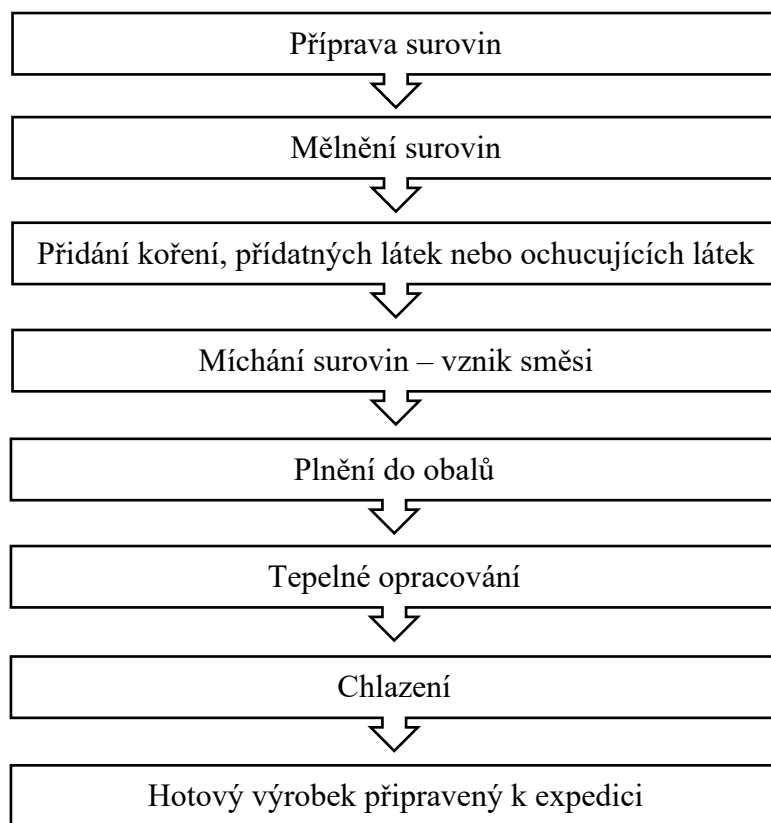 Příprava surovin
Mělnění surovin
Přidání koření, přídatných látek nebo ochucujících látek
Míchání surovin – vznik směsi
Plnění do obalů
Tepelné opracování
Chlazení
Hotový výrobek připravený k expedici